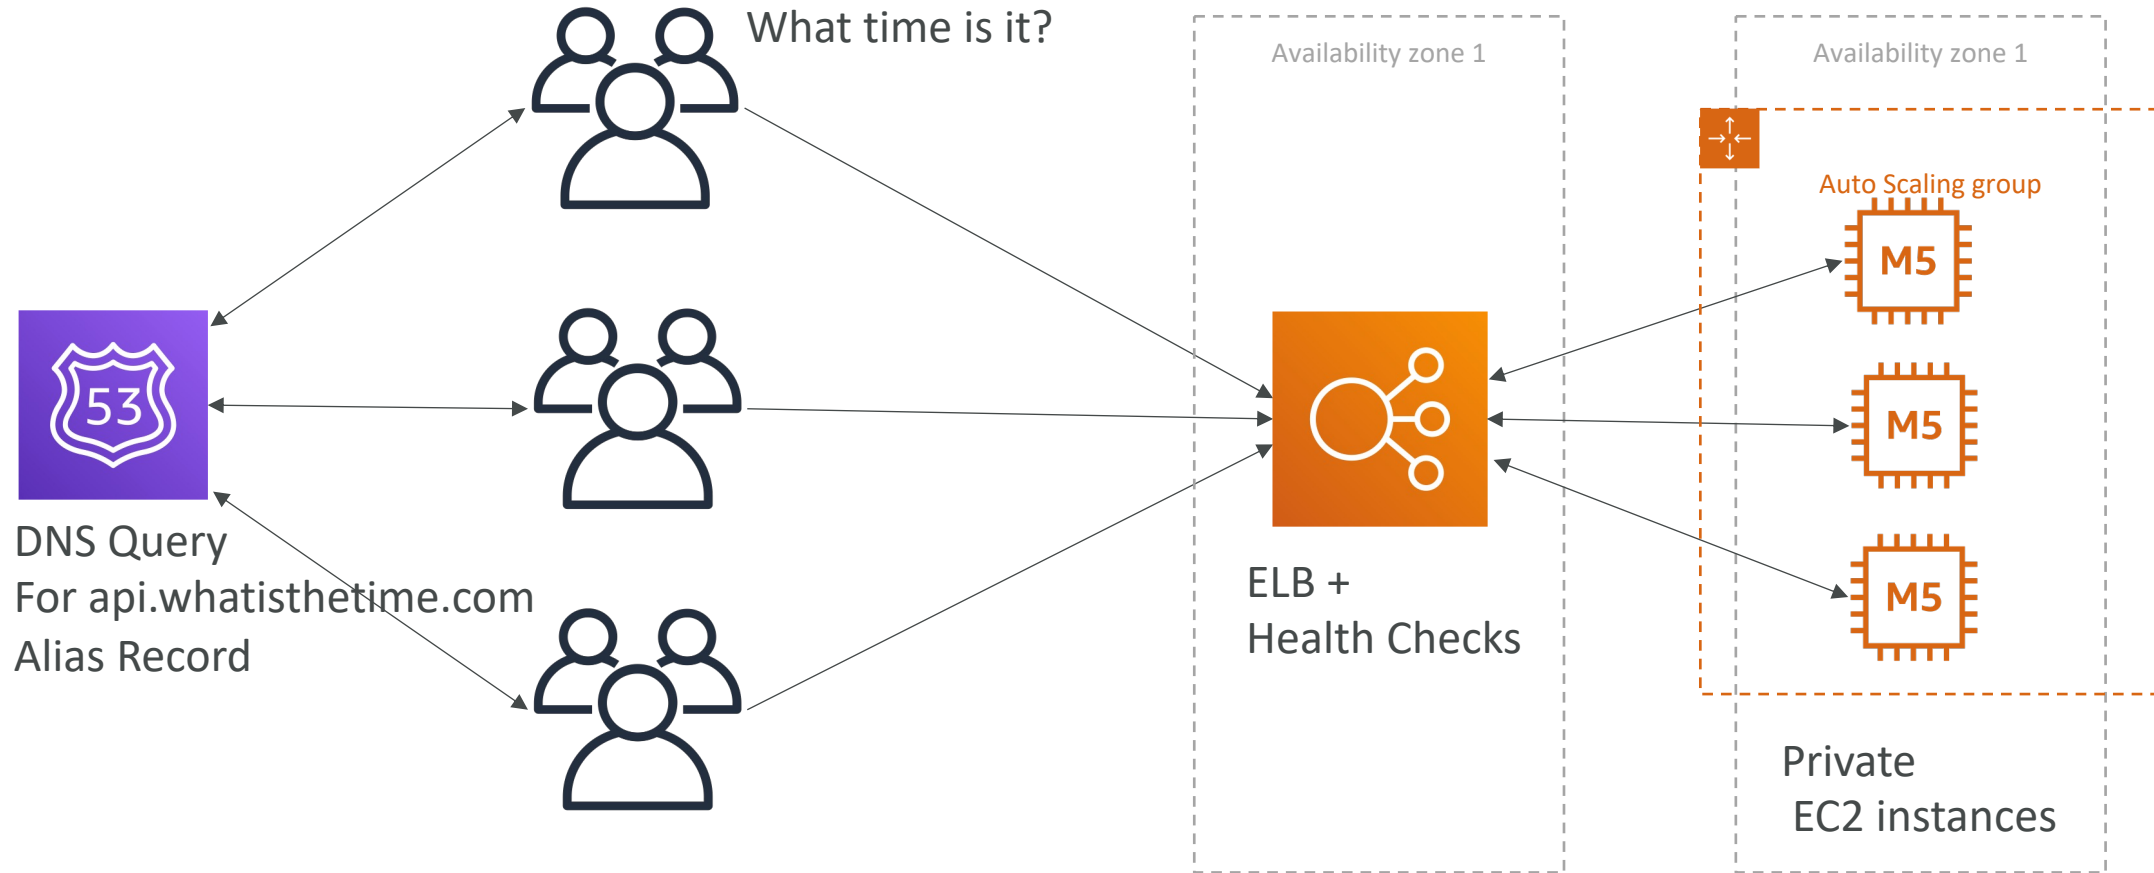 What time is it?
Availability zone 1
Availability zone 1
Auto Scaling group
M5
53
M5
DNS Query
For api.whatisthetime.com
Alias Record
ELB +
Health Checks
M5
Private
EC2 instances